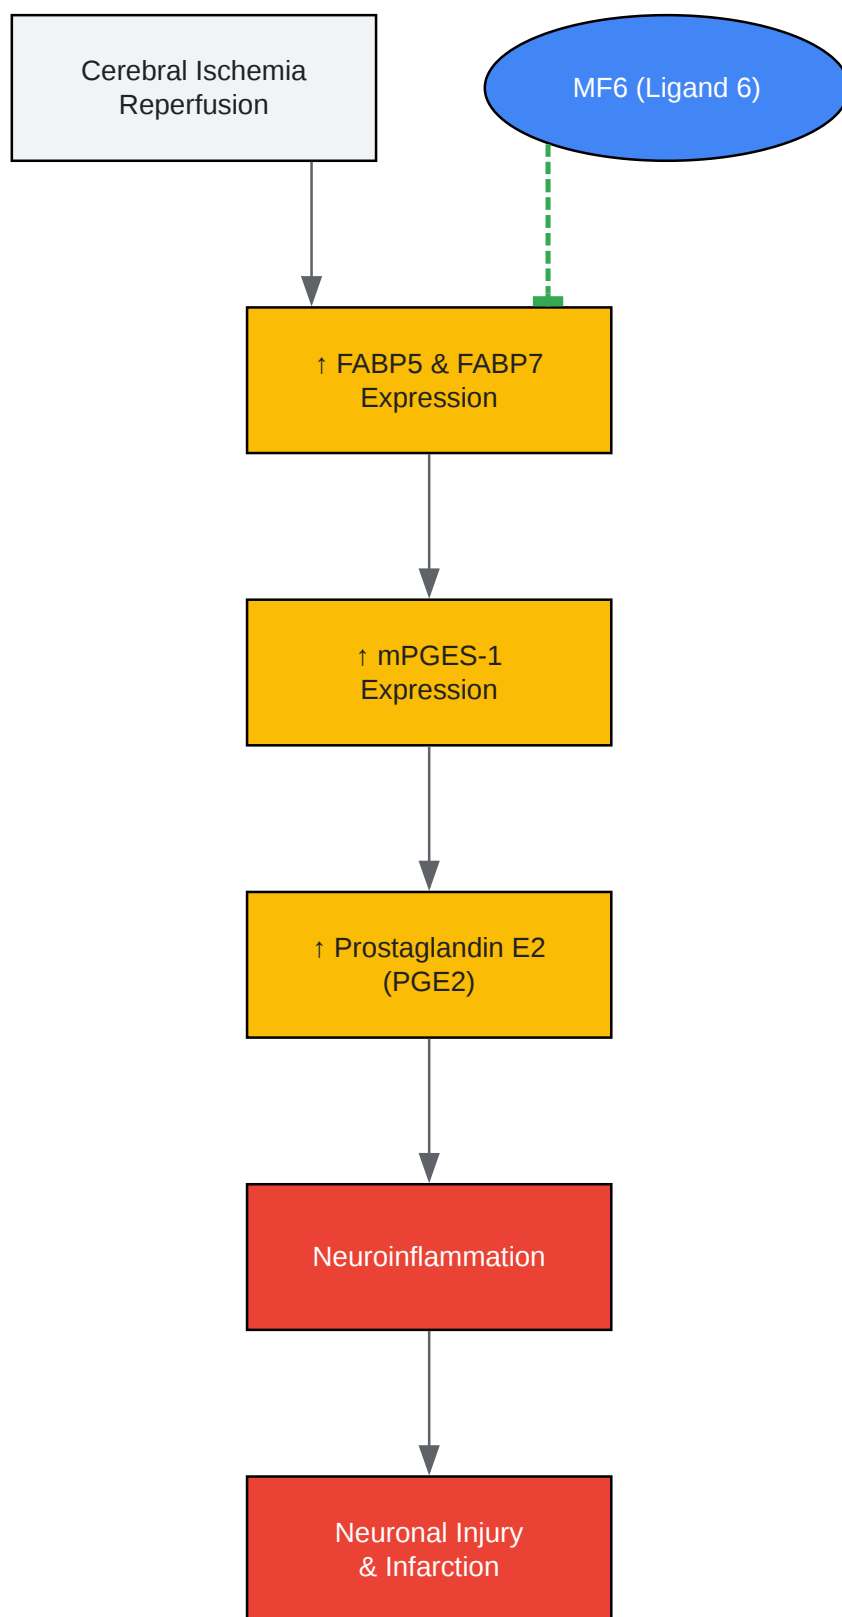 Cerebral Ischemia
Reperfusion
MF6 (Ligand 6)
↑ FABP5 & FABP7
Expression
↑ mPGES-1
Expression
↑ Prostaglandin E2
(PGE2)
Neuroinflammation
Neuronal Injury
& Infarction